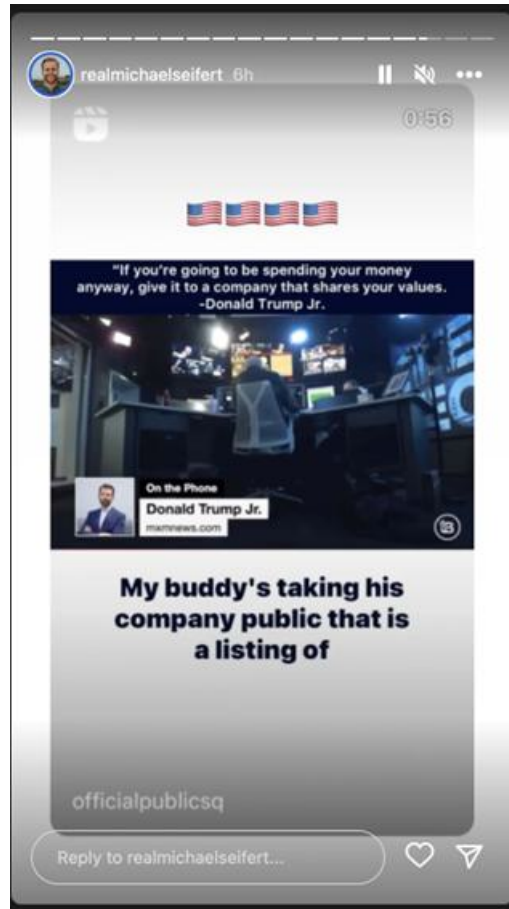 realmichaelseifert 6h
0:56
"If you're going to be spending your money
anyway, give it to a company that shares your values.
-Donald Trump Jr.
On the Phone
Donald Trump Jr.
mxmnews.com
My buddy's taking his
company public that is
a listing of
officialpublicsq
Reply to realmichaelseifert...